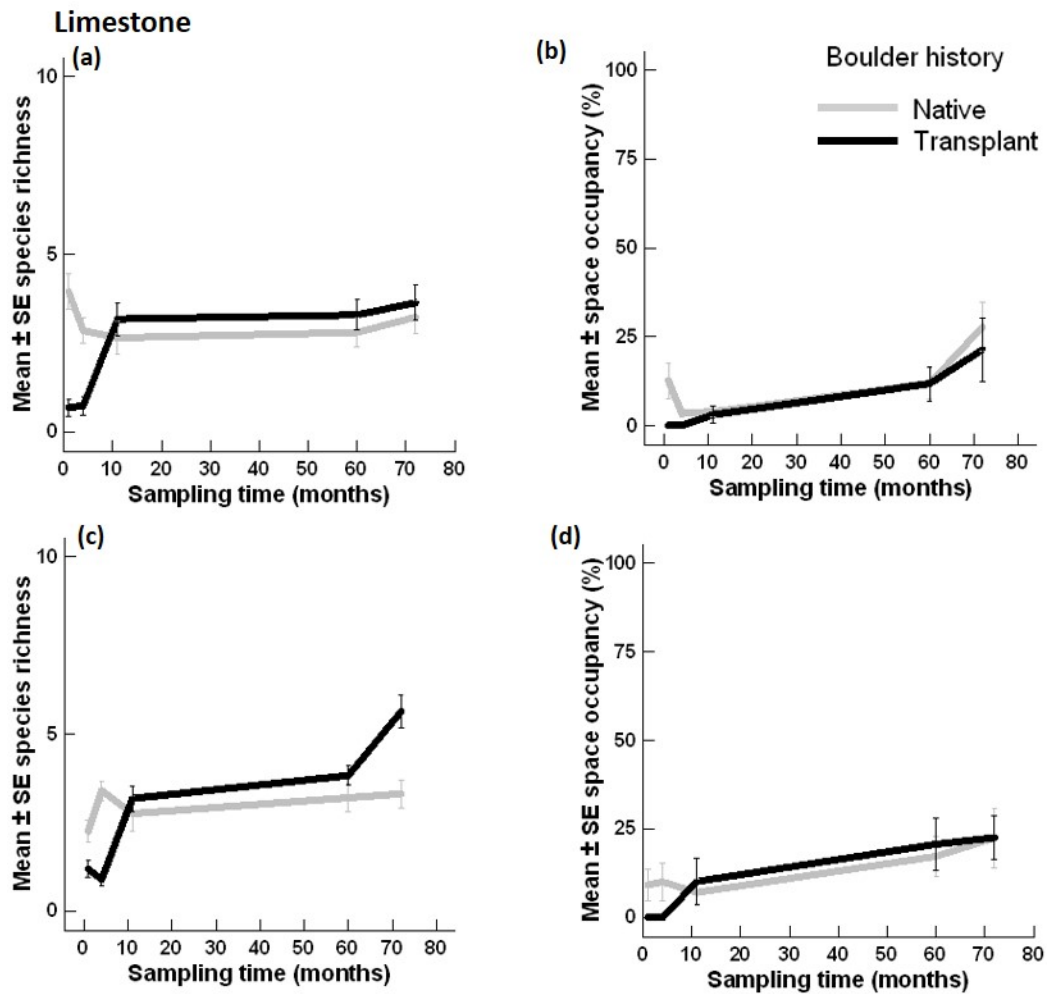 Limestone
(a)
10
5
0
Mean ± SE species richness
0 10 20 30 40 50 60 70 80
Sampling time (months)
(b)
100
75
50
25
0
Mean ± space occupancy (%)
Boulder history
Native
Transplant
0 10 20 30 40 50 60 70 80
Sampling time (months)
(c)
10
5
0
Mean ± SE species richness
0 10 20 30 40 50 60 70 80
Sampling time (months)
(d)
100
75
50
25
0
Mean ± SE space occupancy (%)
0 10 20 30 40 50 60 70 80
Sampling time (months)